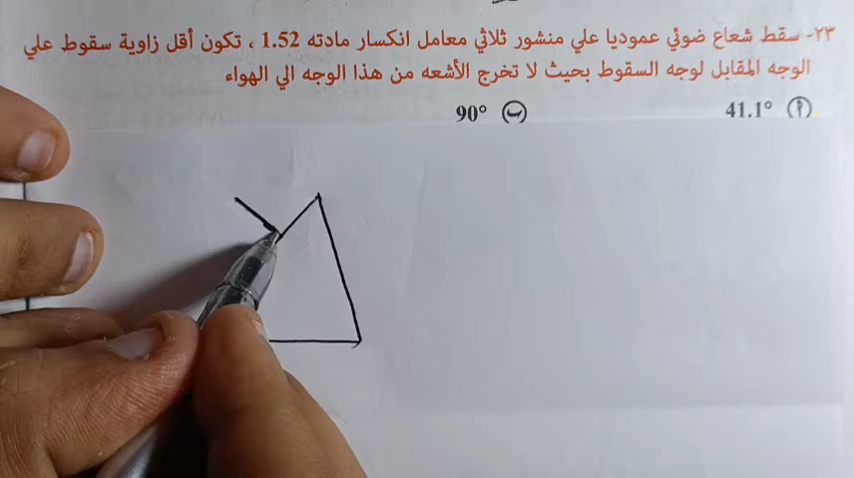 ٢٣- سقط شعاع ضوئي عموديا علي منشور ثلاثي معامل انكسار مادته 1.52 ، تكون أقل زاوية سقوط علي
الوجه المقابل لوجه السقوط بحيث لا تخرج الأشعه من هذا الوجه الي الهواء
أ 41.1° ب 90°